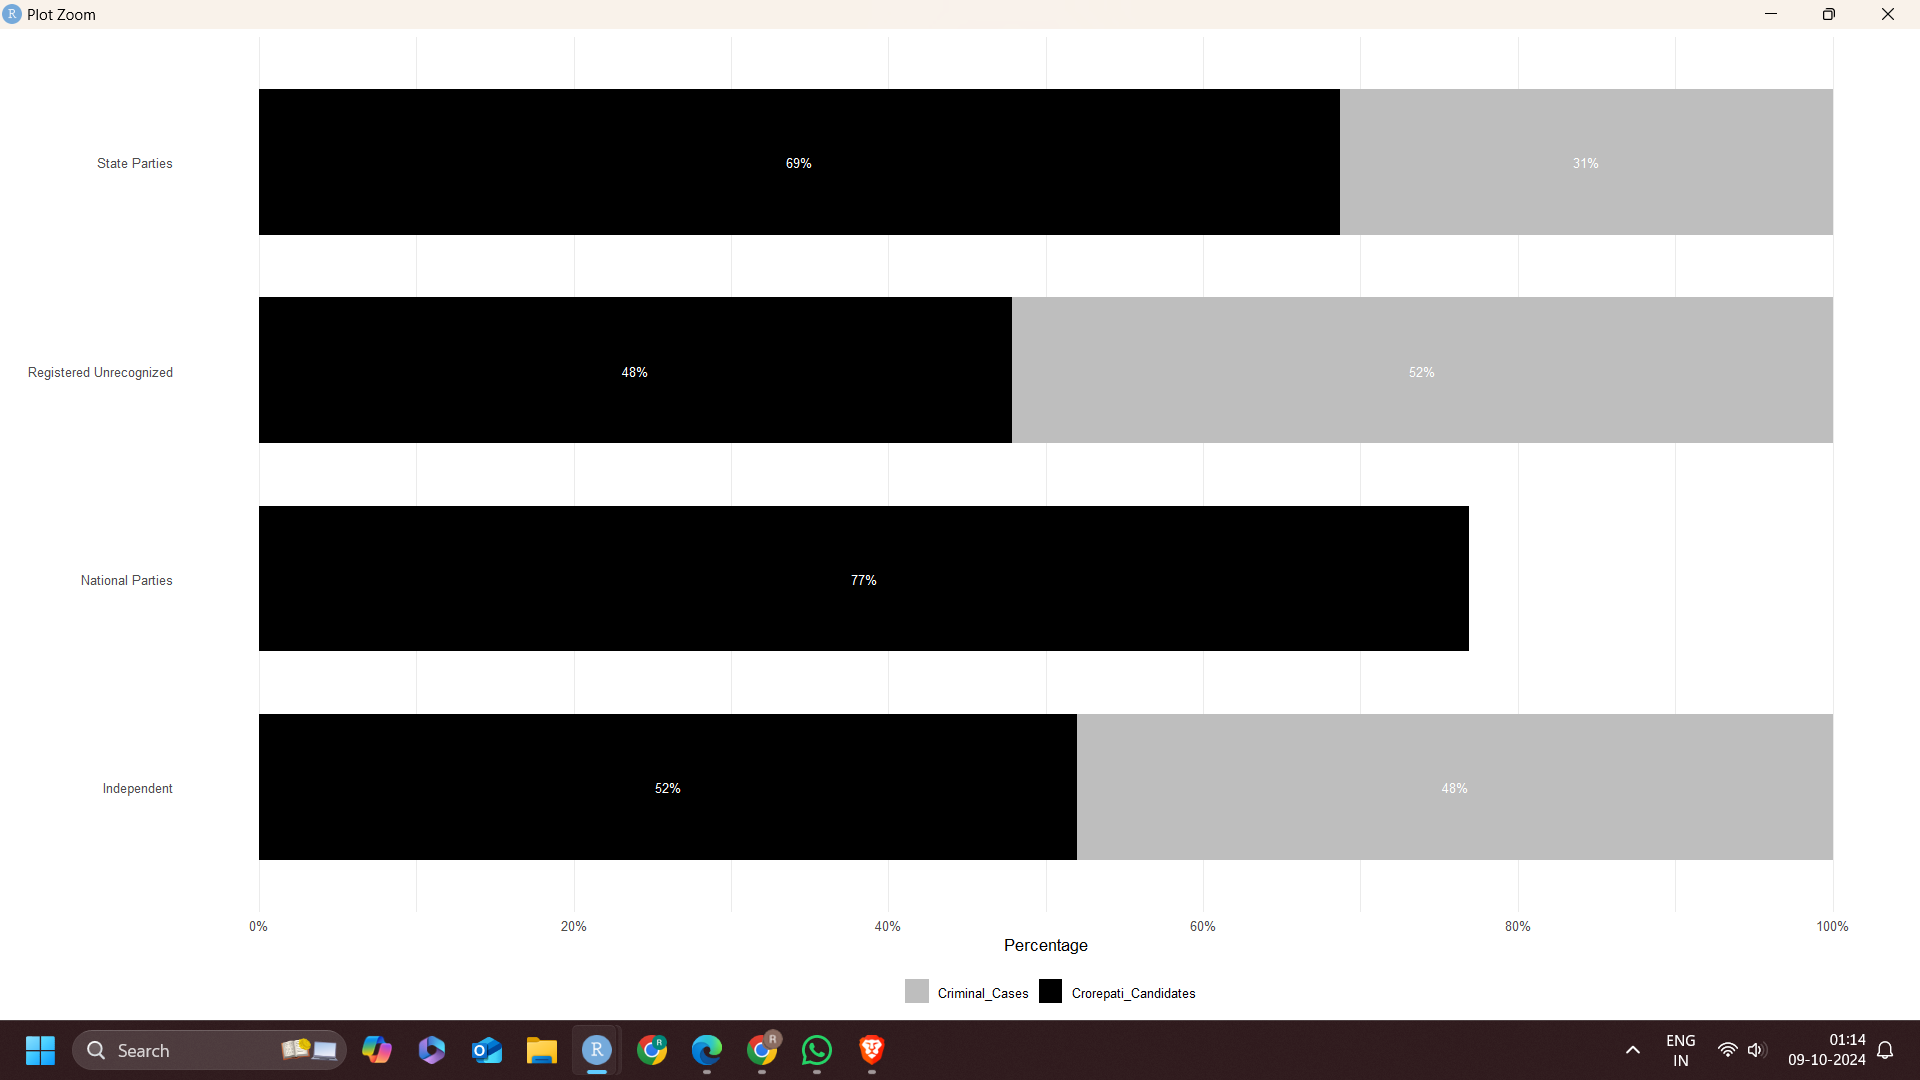 R Plot Zoom
State Parties
69%
31%
Registered Unrecognized
48%
52%
National Parties
77%
Independent
52%
48%
0%
20%
40%
60%
80%
100%
Percentage
Criminal_Cases
Crorepati_Candidates
Search
R
R
R
ENG
IN
01:14
09-10-2024